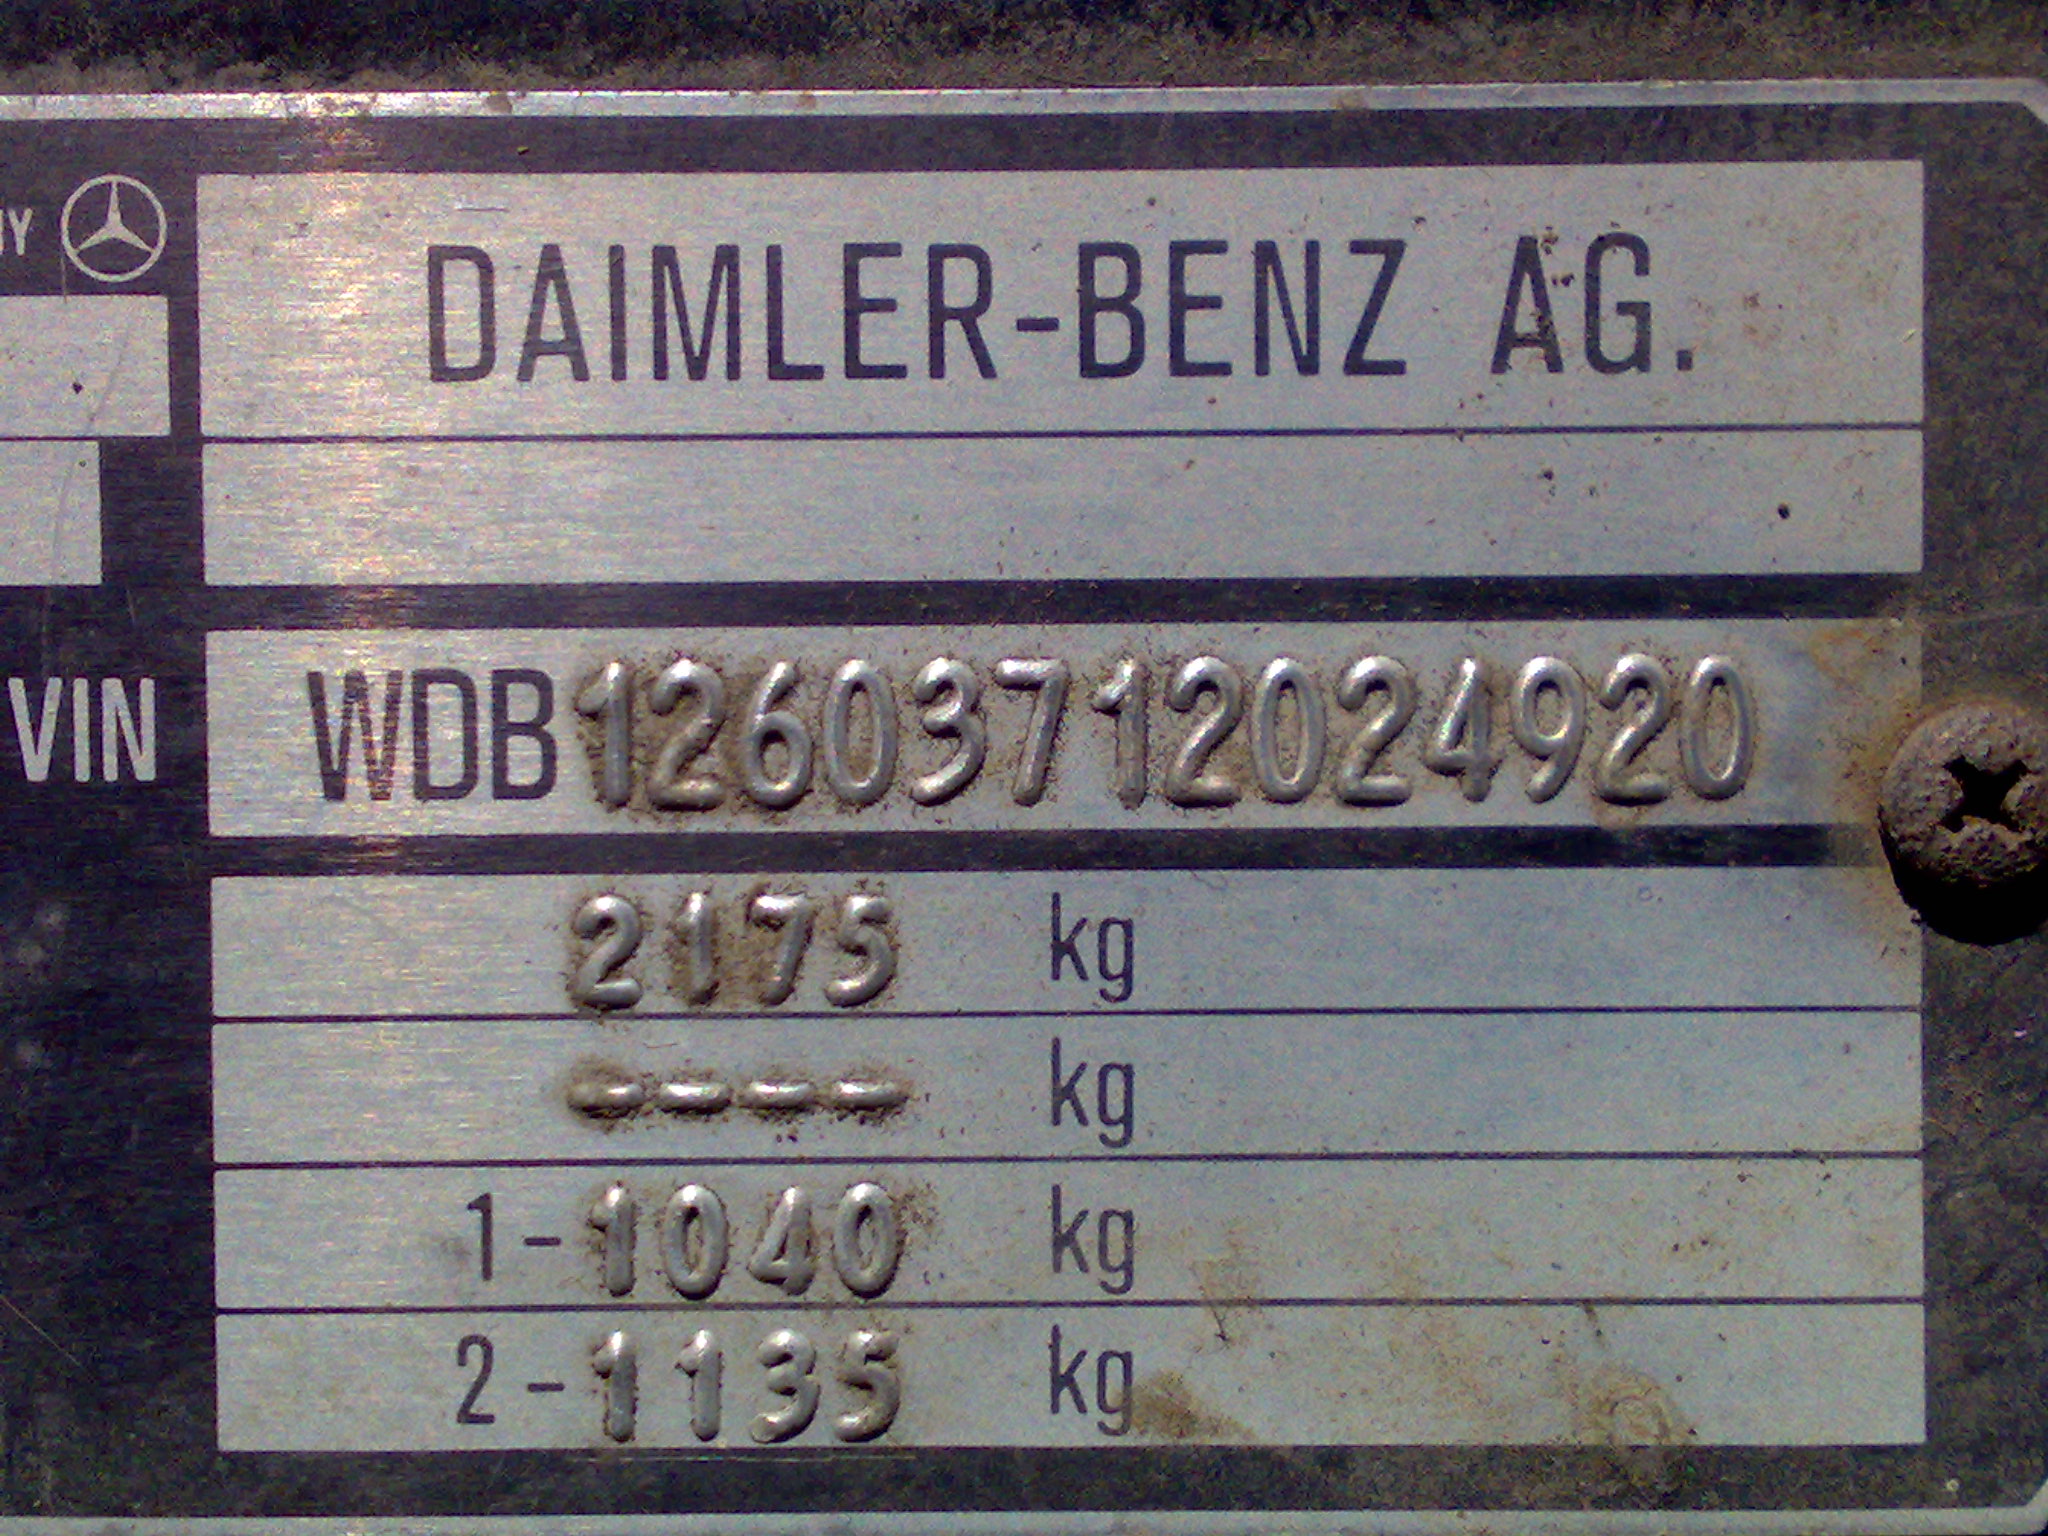 DAIMLER-BENZ AG.
VIN WDB12603712024920
2175 kg
---- kg
1-1040 kg
2-1135 kg